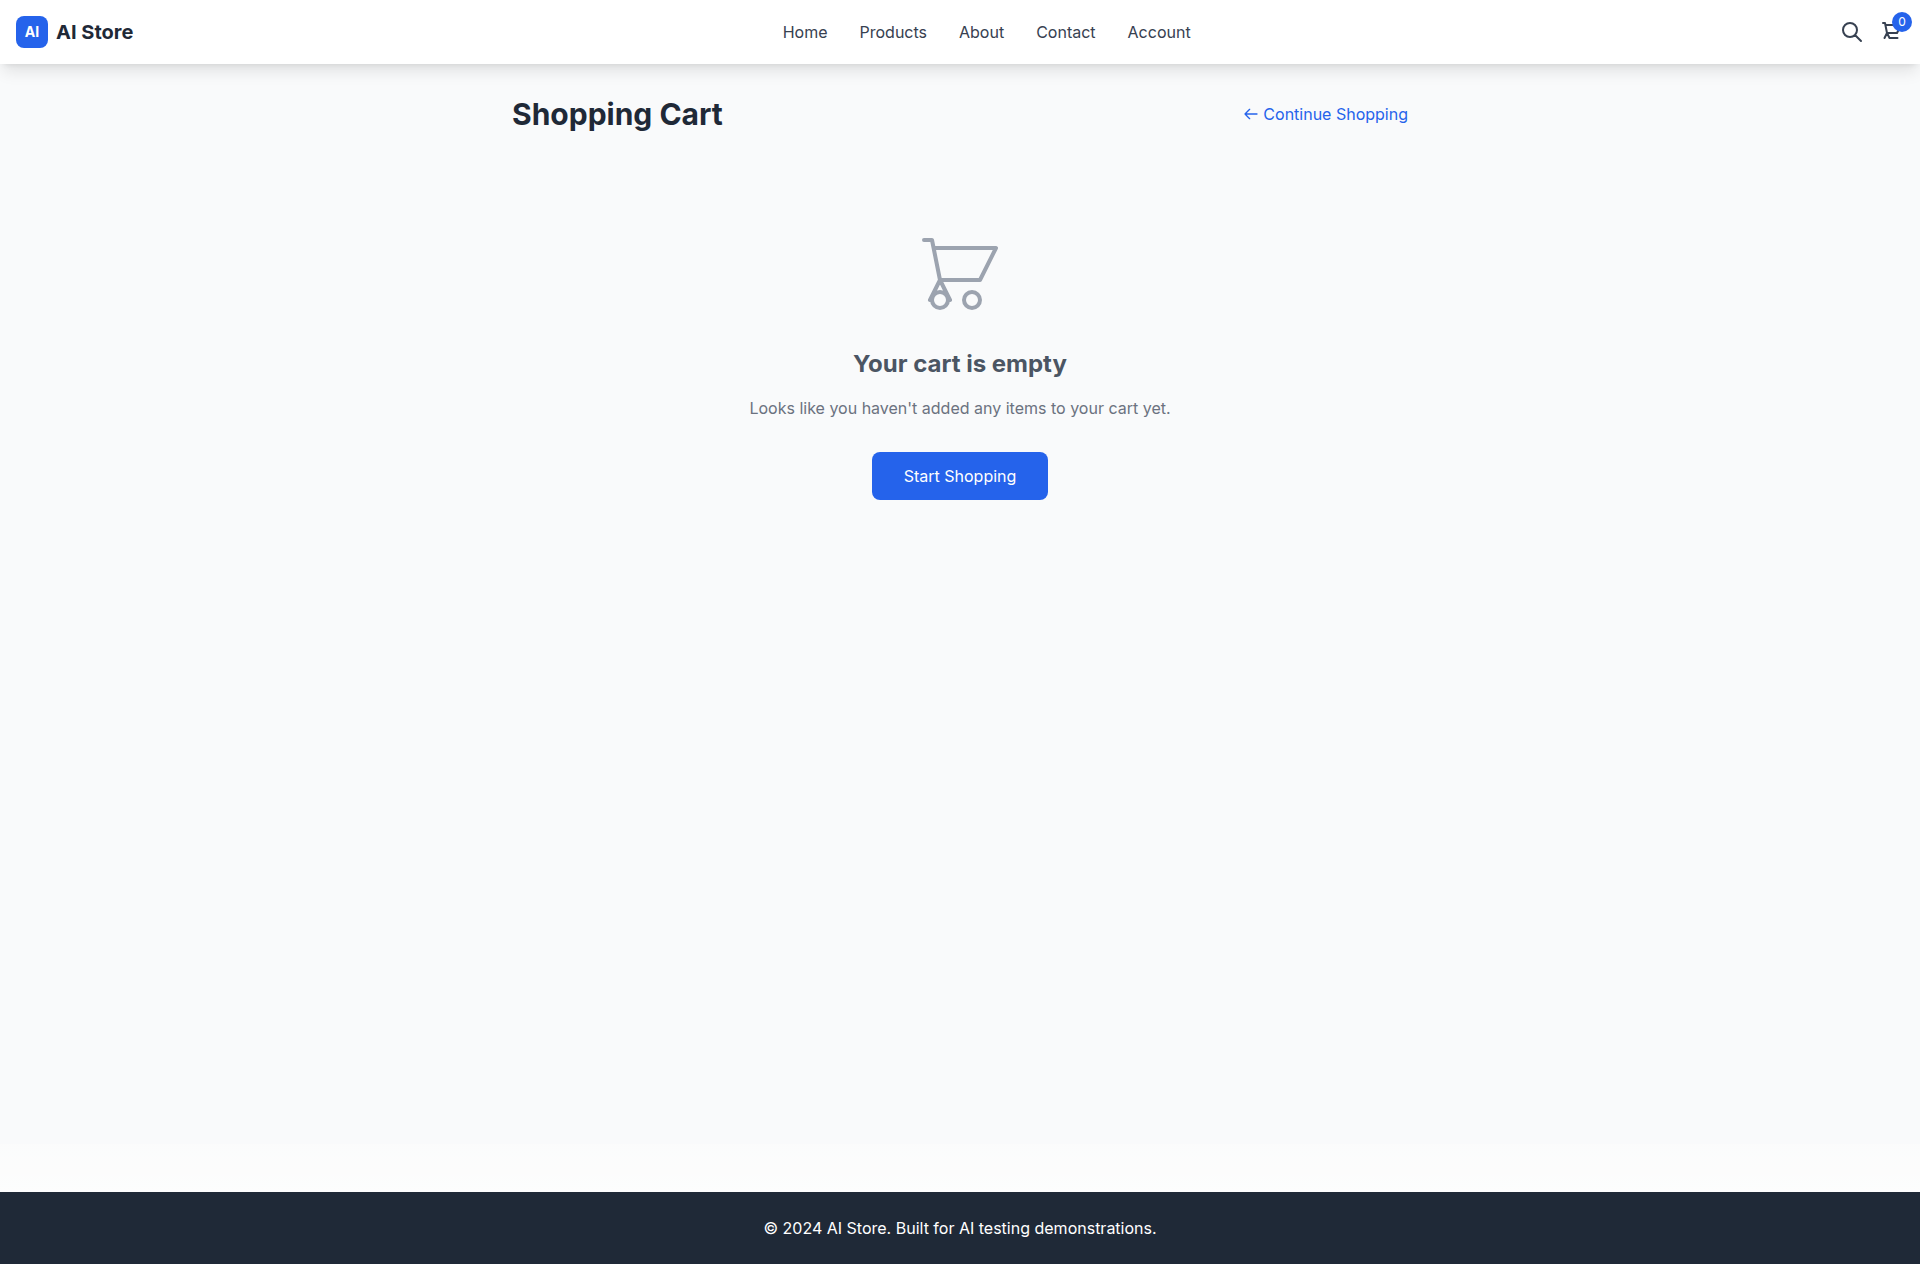 AI AI Store
Home Products About Contact Account
0
Shopping Cart
← Continue Shopping
Your cart is empty
Looks like you haven't added any items to your cart yet.
Start Shopping
© 2024 AI Store. Built for AI testing demonstrations.